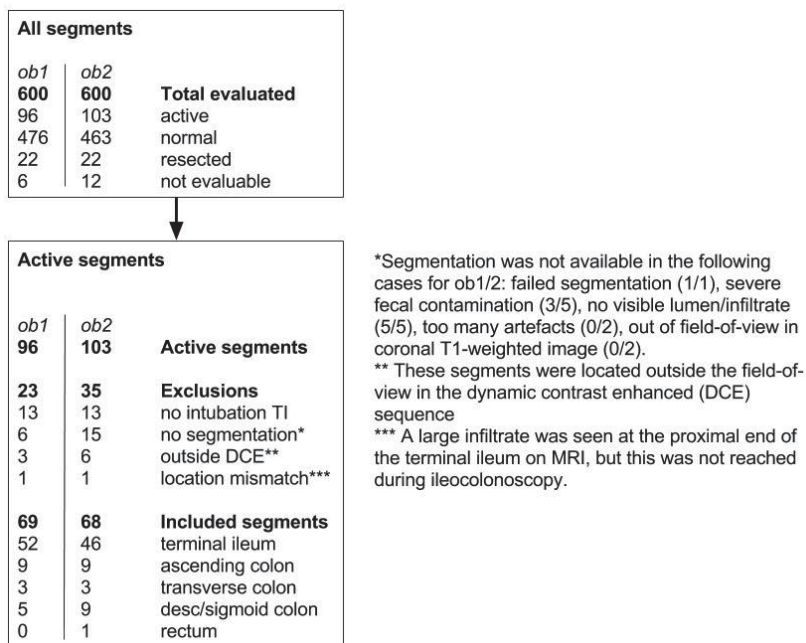 All segments
ob1 ob2
600 600 Total evaluated
96 103 active
476 463 normal
22 22 resected
6 12 not evaluable
Active segments
ob1 ob2
96 103 Active segments
23 35 Exclusions
13 13 no intubation TI
6 15 no segmentation*
3 6 outside DCE**
1 1 location mismatch***
69 68 Included segments
52 46 terminal ileum
9 9 ascending colon
3 3 transverse colon
5 9 desc/sigmoid colon
0 1 rectum
*Segmentation was not available in the following
cases for ob1/2: failed segmentation (1/1), severe
fecal contamination (3/5), no visible lumen/infiltrate
(5/5), too many artefacts (0/2), out of field-of-view in
coronal T1-weighted image (0/2).
** These segments were located outside the field-of-
view in the dynamic contrast enhanced (DCE)
sequence
*** A large infiltrate was seen at the proximal end of
the terminal ileum on MRI, but this was not reached
during ileocolonoscopy.